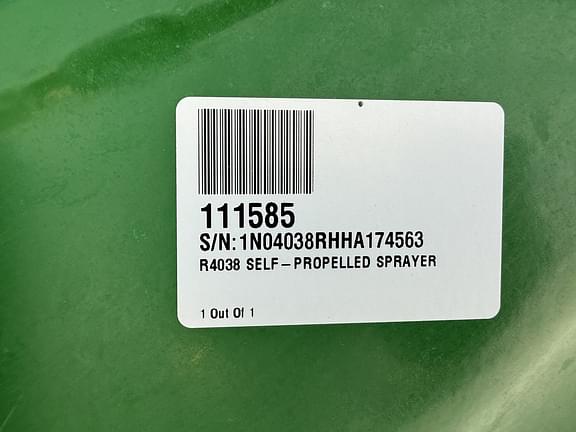 111585
S/N: 1N04038RHHA174563
R4038 SELF-PROPELLED SPRAYER
1 Out Of 1